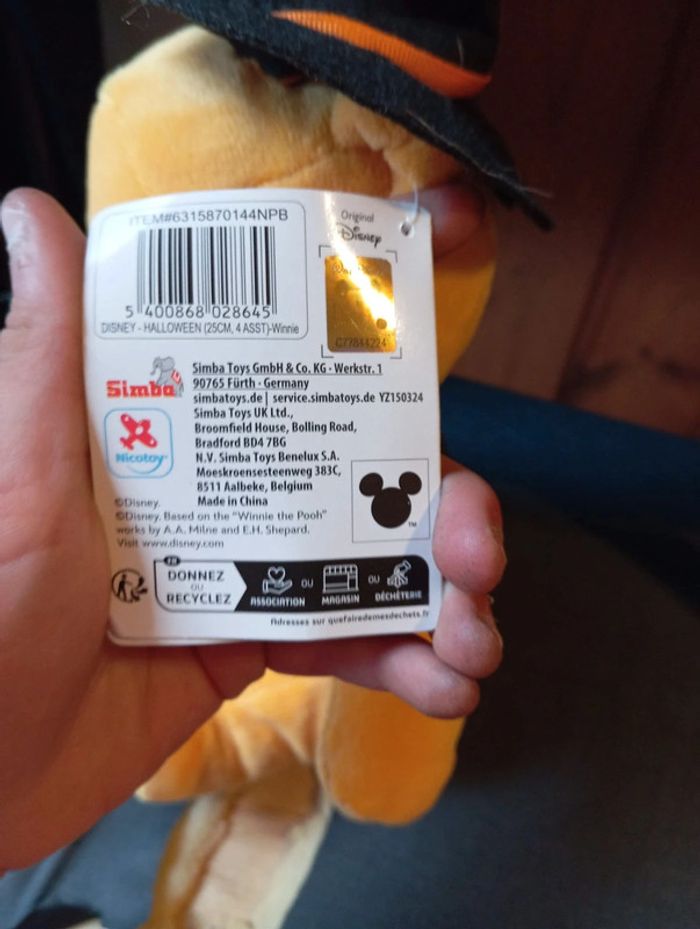 ITEM#6315870144NPB
5 400868 028645
DISNEY - HALLOWEEN (25CM, 4 ASST)-Winnie
Original
Disney
C77844224
Simba
Nicotoy
Simba Toys GmbH & Co. KG · Werkstr. 1
90765 Fürth · Germany
simbatoys.de | service.simbatoys.de YZ150324
Simba Toys UK Ltd.,
Broomfield House, Bolling Road,
Bradford BD4 7BG
N.V. Simba Toys Benelux S.A.
Moeskroensesteenweg 383C,
8511 Aalbeke, Belgium
Made in China
©Disney.
©Disney. Based on the "Winnie the Pooh"
works by A.A. Milne and E.H. Shepard.
Visit www.disney.com
TM
FR
DONNEZ
OU
RECYCLEZ
ASSOCIATION
OU
MAGASIN
OU
DÉCHÈTERIE
Adresses sur quefairedemesdechets.fr